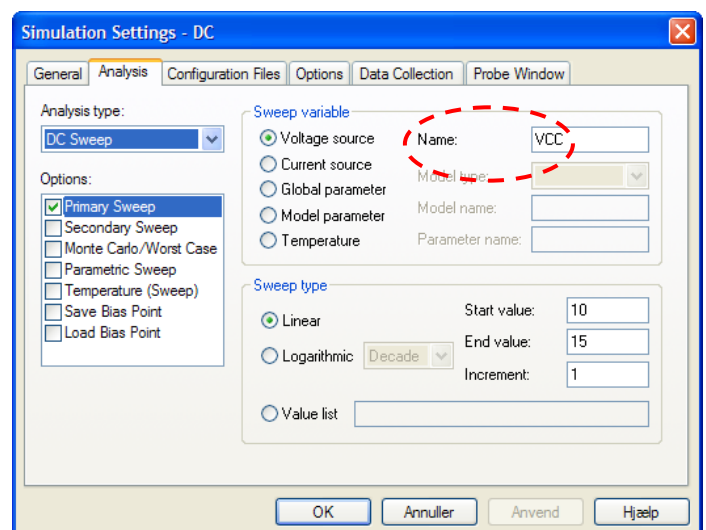 Simulation Settings - DC
General Analysis Configuration Files Options Data Collection Probe Window
Analysis type:
DC Sweep
Options:
Primary Sweep
Secondary Sweep
Monte Carlo/Worst Case
Parametric Sweep
Temperature (Sweep)
Save Bias Point
Load Bias Point
Sweep variable
Voltage source
Current source
Global parameter
Model parameter
Temperature
Name: VCC
Model type:
Model name:
Parameter name:
Sweep type
Linear
Logarithmic Decade
Value list
Start value: 10
End value: 15
Increment: 1
OK Annuller Anvend Hjælp